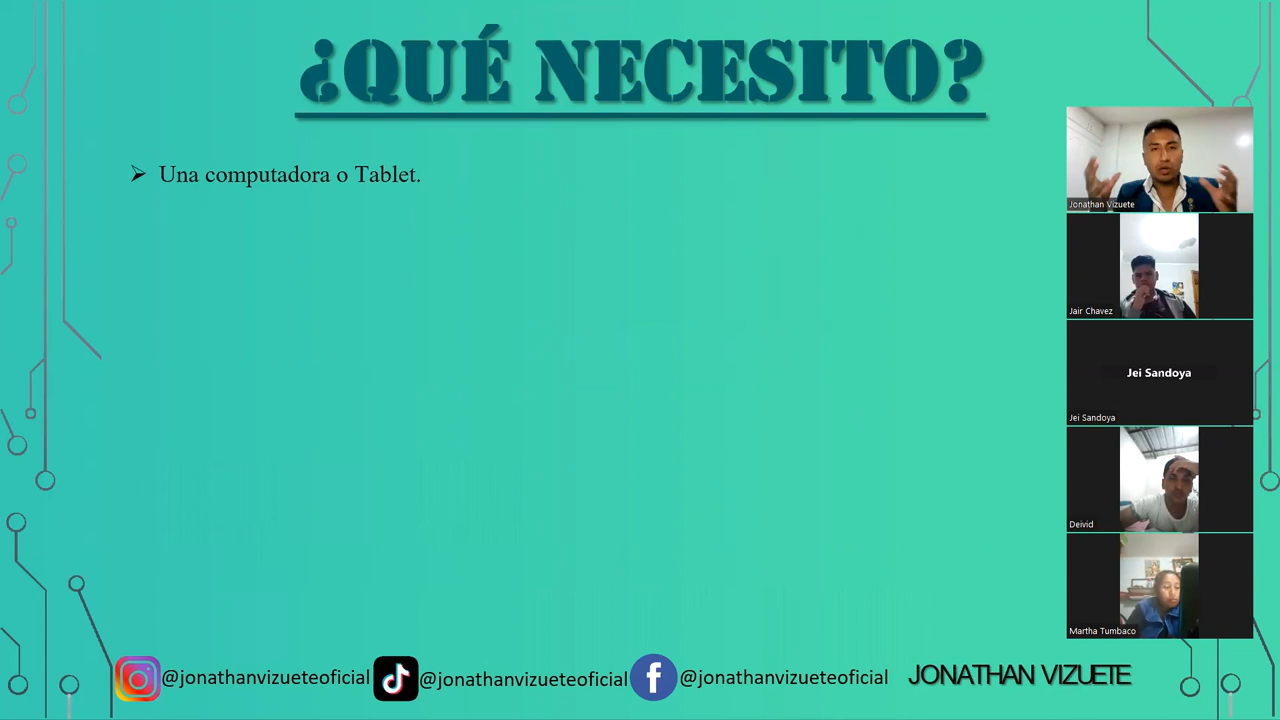 ¿QUÉ NECESITO?
➢ Una computadora o Tablet.
Jonathan Vizuete
Jair Chavez
Jei Sandoya
Jei Sandoya
Deivid
Martha Tumbaco
@jonathanvizueteoficial @jonathanvizueteoficial @jonathanvizueteoficial JONATHAN VIZUETE